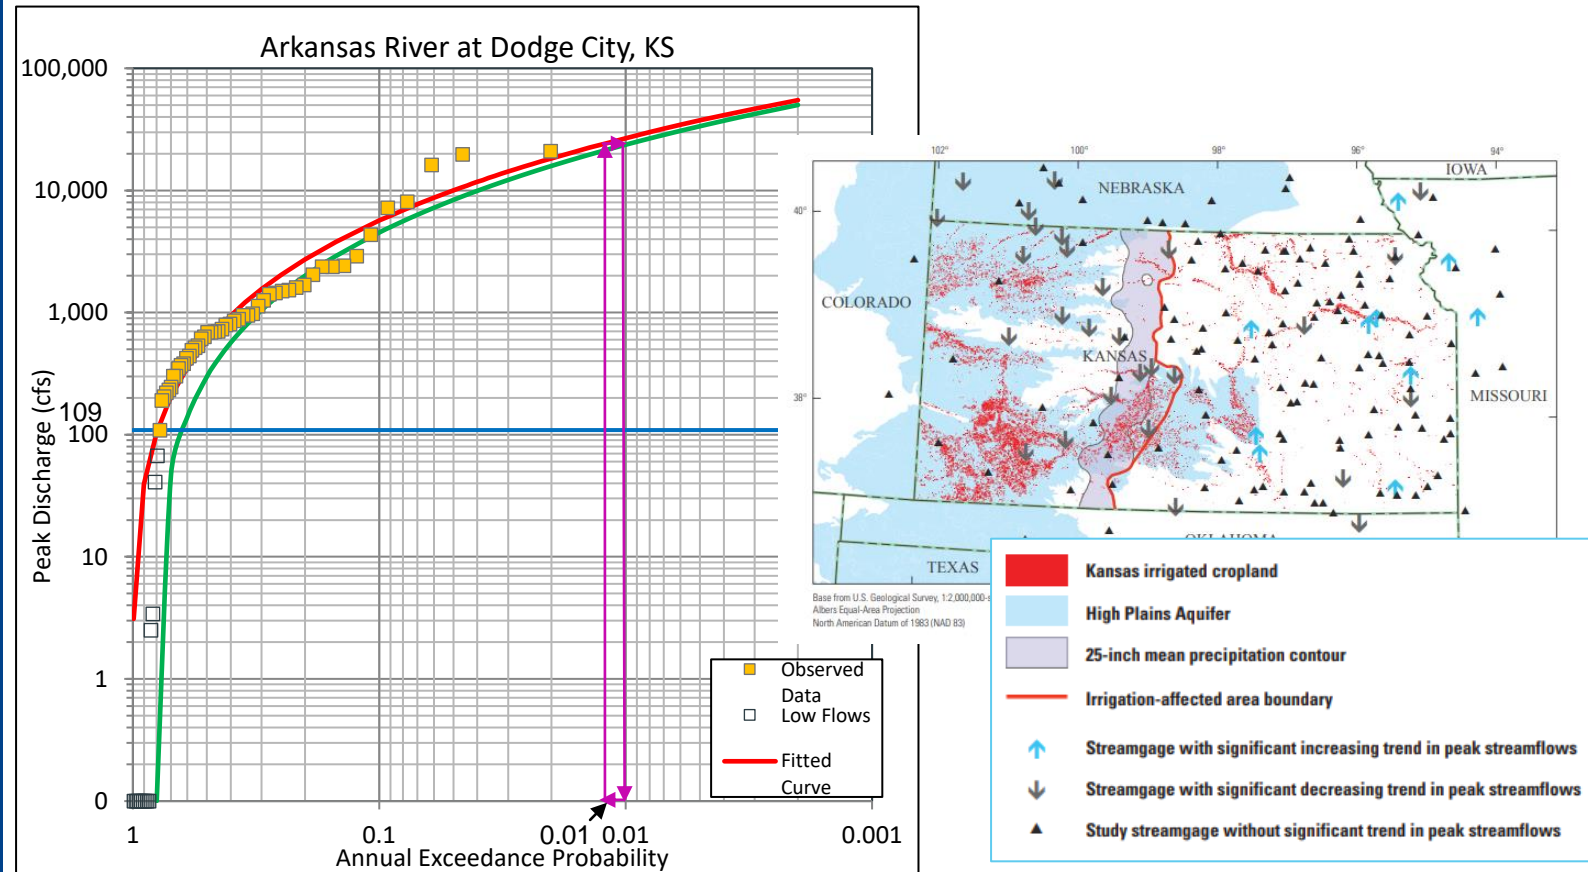 Arkansas River at Dodge City, KS
100,000
10,000
1,000
109
100
10
1
0
Peak Discharge (cfs)
1
0.1
0.01
0.01
0.001
Annual Exceedance Probability
Observed
Data
Low Flows
Fitted
Curve
102°
100°
98°
96°
94°
40°
38°
IOWA
NEBRASKA
COLORADO
KANSAS
MISSOURI
OKLAHOMA
TEXAS
Base from U.S. Geological Survey, 1:2,000,000-s
Albers Equal-Area Projection
North American Datum of 1983 (NAD 83)
Kansas irrigated cropland
High Plains Aquifer
25-inch mean precipitation contour
Irrigation-affected area boundary
Streamgage with significant increasing trend in peak streamflows
Streamgage with significant decreasing trend in peak streamflows
Study streamgage without significant trend in peak streamflows